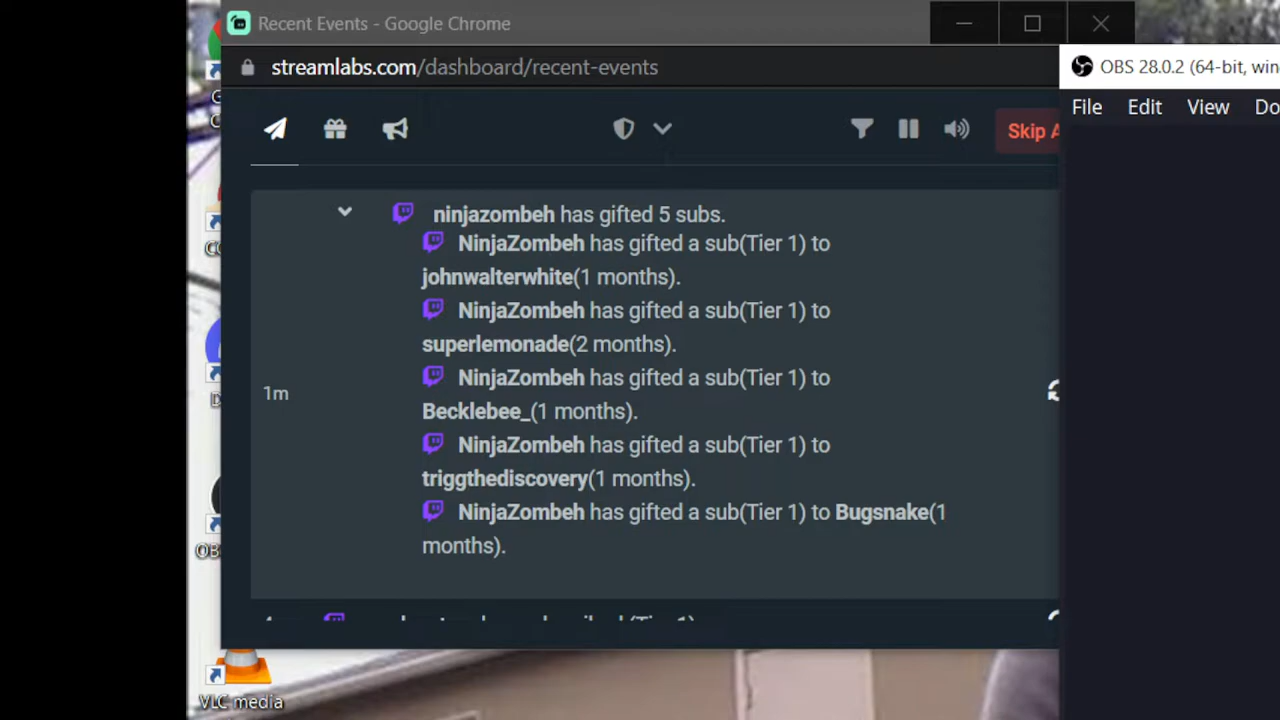 Recent Events - Google Chrome
streamlabs.com/dashboard/recent-events
OBS 28.0.2 (64-bit, win
File Edit View Do
Skip A
ninjazombeh has gifted 5 subs.
NinjaZombeh has gifted a sub(Tier 1) to
johnwalterwhite(1 months).
NinjaZombeh has gifted a sub(Tier 1) to
superlemonade(2 months).
1m
NinjaZombeh has gifted a sub(Tier 1) to
Becklebee_(1 months).
NinjaZombeh has gifted a sub(Tier 1) to
triggthediscovery(1 months).
NinjaZombeh has gifted a sub(Tier 1) to Bugsnake(1
months).
VLC media